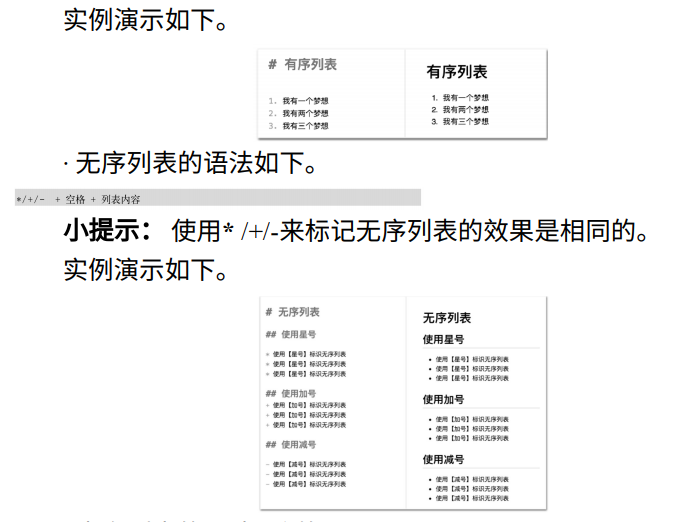 实例演示如下。
# 有序列表
1. 我有一个梦想
2. 我有两个梦想
3. 我有三个梦想
有序列表
1. 我有一个梦想
2. 我有两个梦想
3. 我有三个梦想
· 无序列表的语法如下。
*/+/- + 空格 + 列表内容
小提示： 使用* /+/-来标记无序列表的效果是相同的。
实例演示如下。
# 无序列表
## 使用星号
* 使用【星号】标识无序列表
* 使用【星号】标识无序列表
* 使用【星号】标识无序列表
## 使用加号
+ 使用【加号】标识无序列表
+ 使用【加号】标识无序列表
+ 使用【加号】标识无序列表
## 使用减号
- 使用【减号】标识无序列表
- 使用【减号】标识无序列表
- 使用【减号】标识无序列表
无序列表
使用星号
• 使用【星号】标识无序列表
• 使用【星号】标识无序列表
• 使用【星号】标识无序列表
使用加号
• 使用【加号】标识无序列表
• 使用【加号】标识无序列表
• 使用【加号】标识无序列表
使用减号
• 使用【减号】标识无序列表
• 使用【减号】标识无序列表
• 使用【减号】标识无序列表